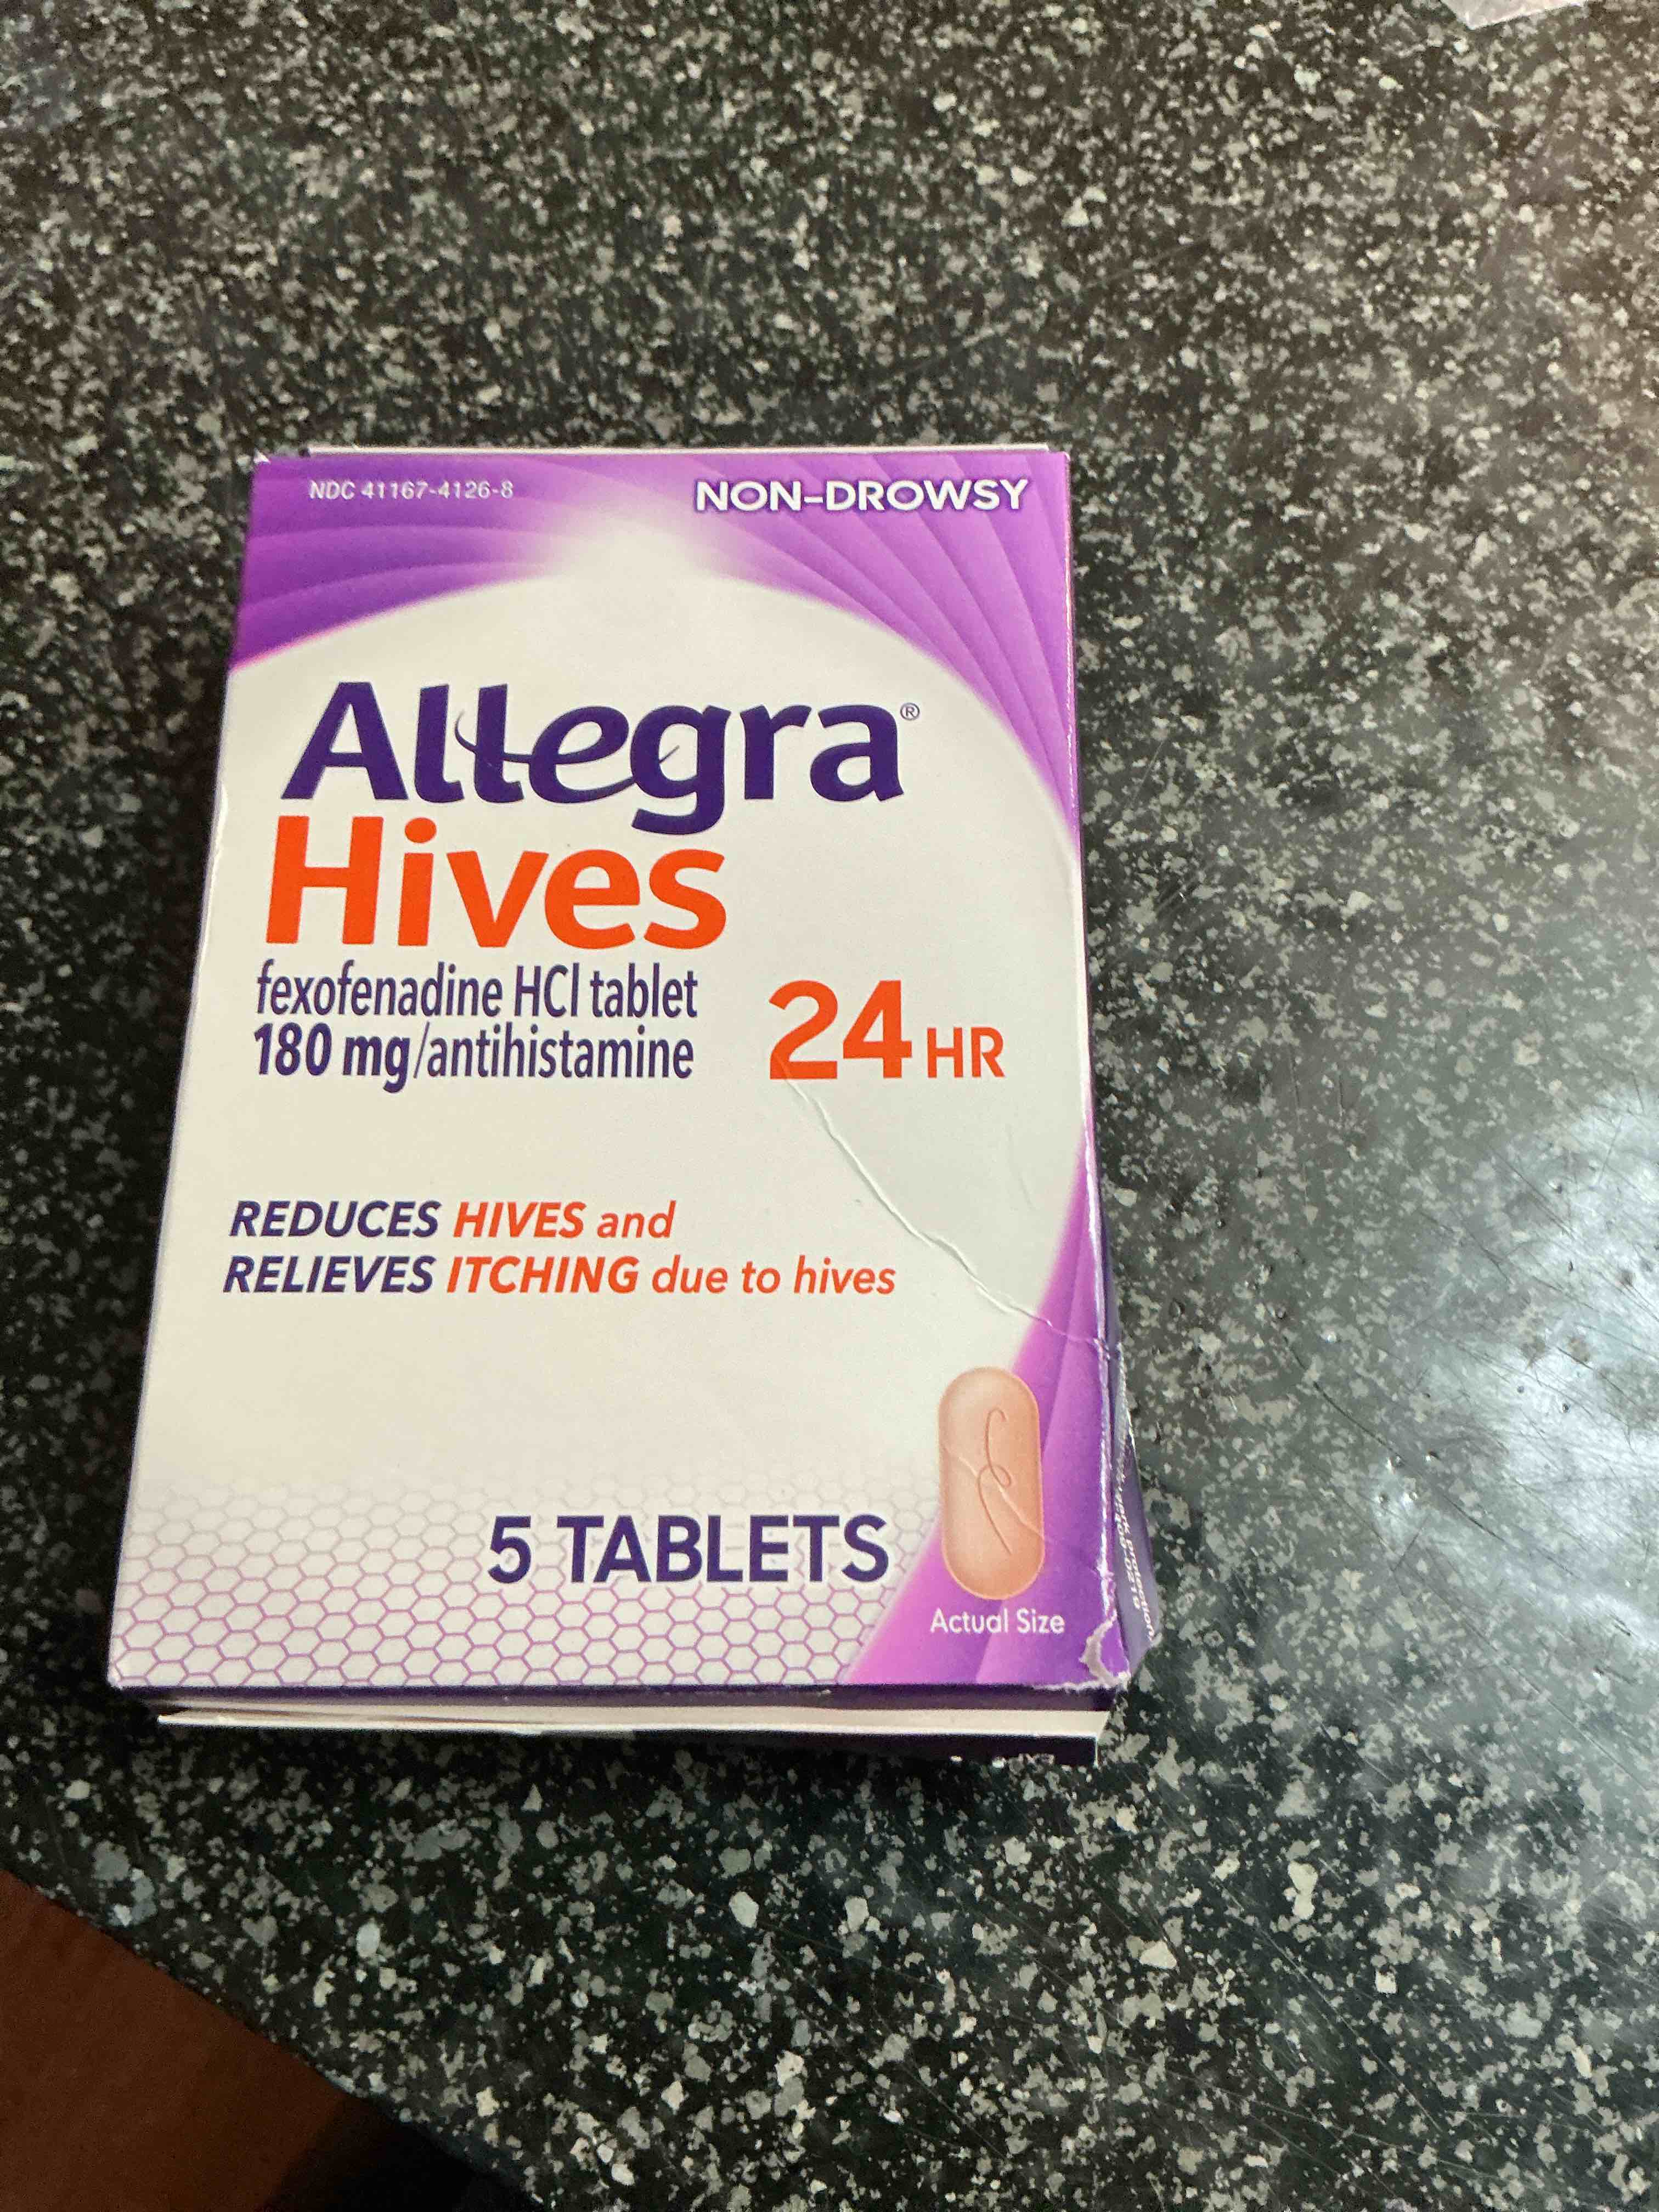 NDC 41167-4126-8
NON-DROWSY
Allegra®
Hives
fexofenadine HCl tablet
180 mg/antihistamine
24 HR
REDUCES HIVES and
RELIEVES ITCHING due to hives
5 TABLETS
Actual Size